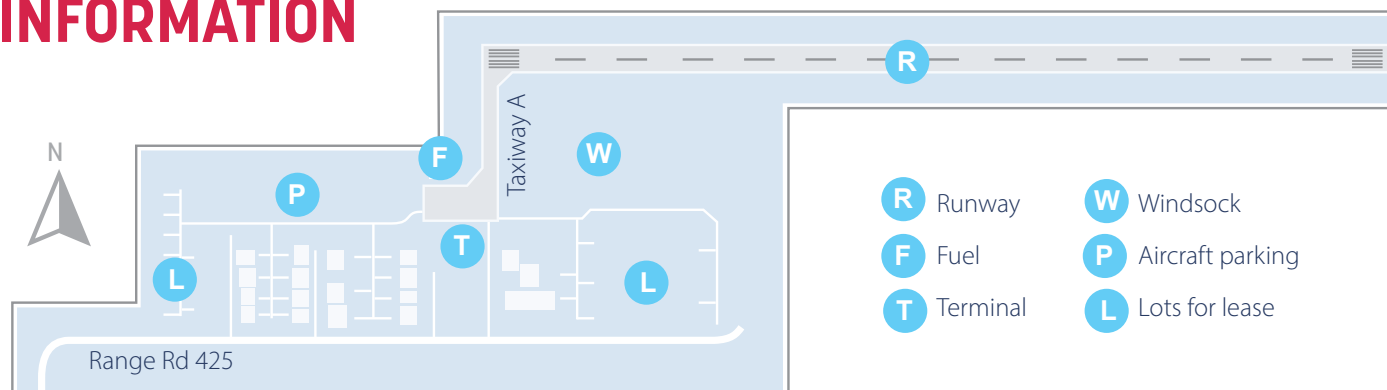 INFORMATION
N
R
Taxiway A
F
W
P
T
L
L
Range Rd 425
R Runway
W Windsock
F Fuel
P Aircraft parking
T Terminal
L Lots for lease